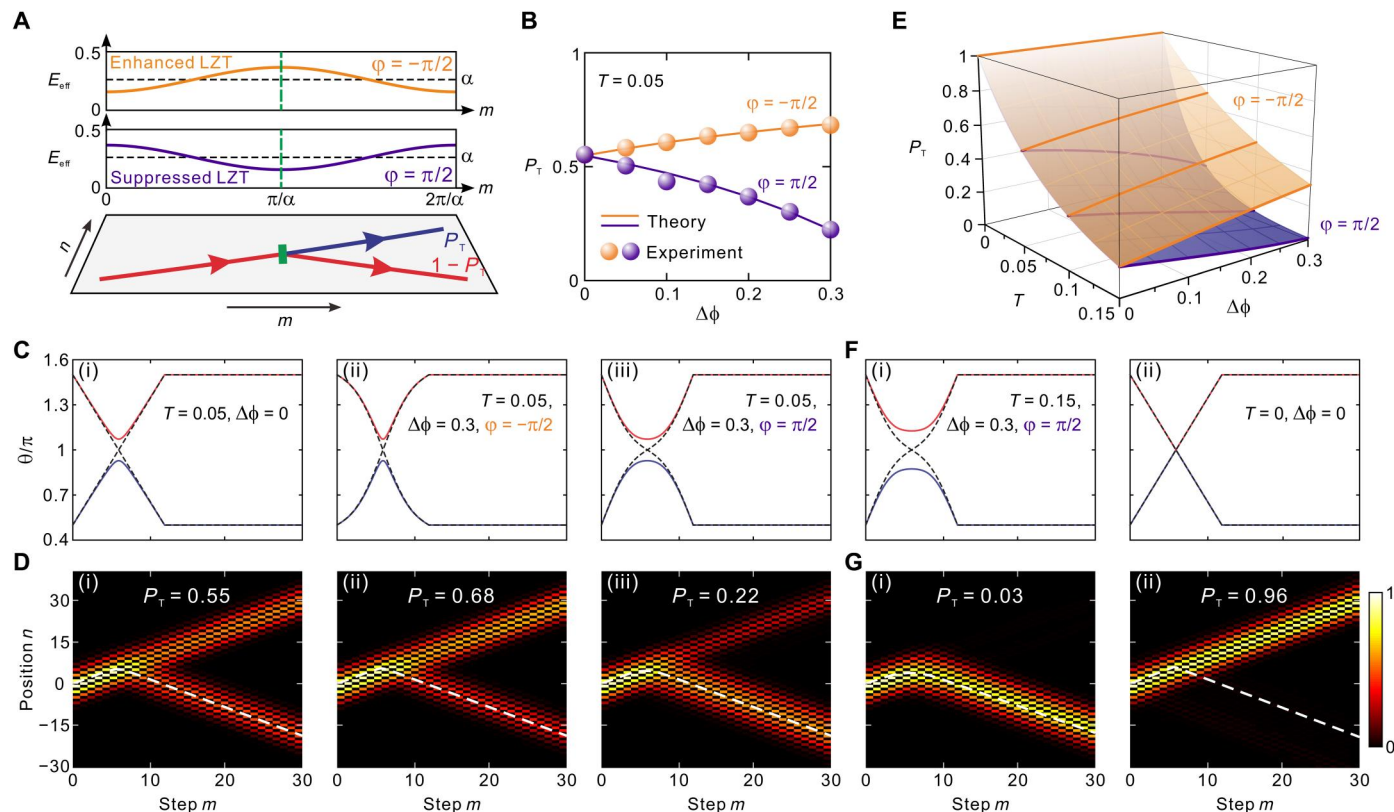 A
0.5
Enhanced LZT
φ = −π/2
E_eff
α
0
m
0.5
E_eff
α
Suppressed LZT
φ = π/2
0
m
0
π/α
2π/α
n
P_T
1 − P_T
m
B
1
T = 0.05
φ = −π/2
P_T
0.5
φ = π/2
Theory
Experiment
0
0
0.1
0.2
0.3
Δϕ
E
1
0.8
0.6
P_T
0.4
0.2
0
φ = −π/2
φ = π/2
0
0.05
0.1
0.15
T
0
0.1
0.2
0.3
Δϕ
C
1.6
1.3
θ/π
1
0.7
0.4
(i)
T = 0.05, Δϕ = 0
(ii)
T = 0.05,
Δϕ = 0.3, φ = −π/2
(iii)
T = 0.05,
Δϕ = 0.3, φ = π/2
F
(i)
T = 0.15,
Δϕ = 0.3, φ = π/2
(ii)
T = 0, Δϕ = 0
D
30
15
0
−15
−30
Position n
(i)
P_T = 0.55
0
10
20
30
Step m
(ii)
P_T = 0.68
0
10
20
30
Step m
(iii)
P_T = 0.22
0
10
20
30
Step m
G
(i)
P_T = 0.03
0
10
20
30
Step m
(ii)
P_T = 0.96
0
10
20
30
Step m
1
0